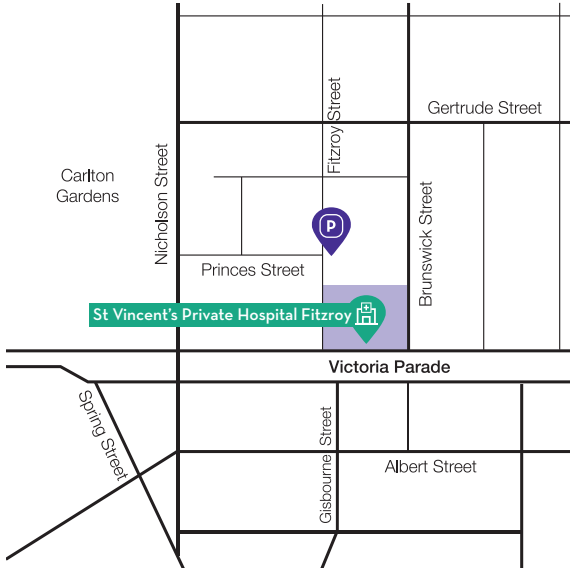 Fitzroy Street
Gertrude Street
Carlton
Gardens
Nicholson Street
Brunswick Street
P
Princes Street
St Vincent's Private Hospital Fitzroy
Victoria Parade
Spring Street
Gisbourne Street
Albert Street